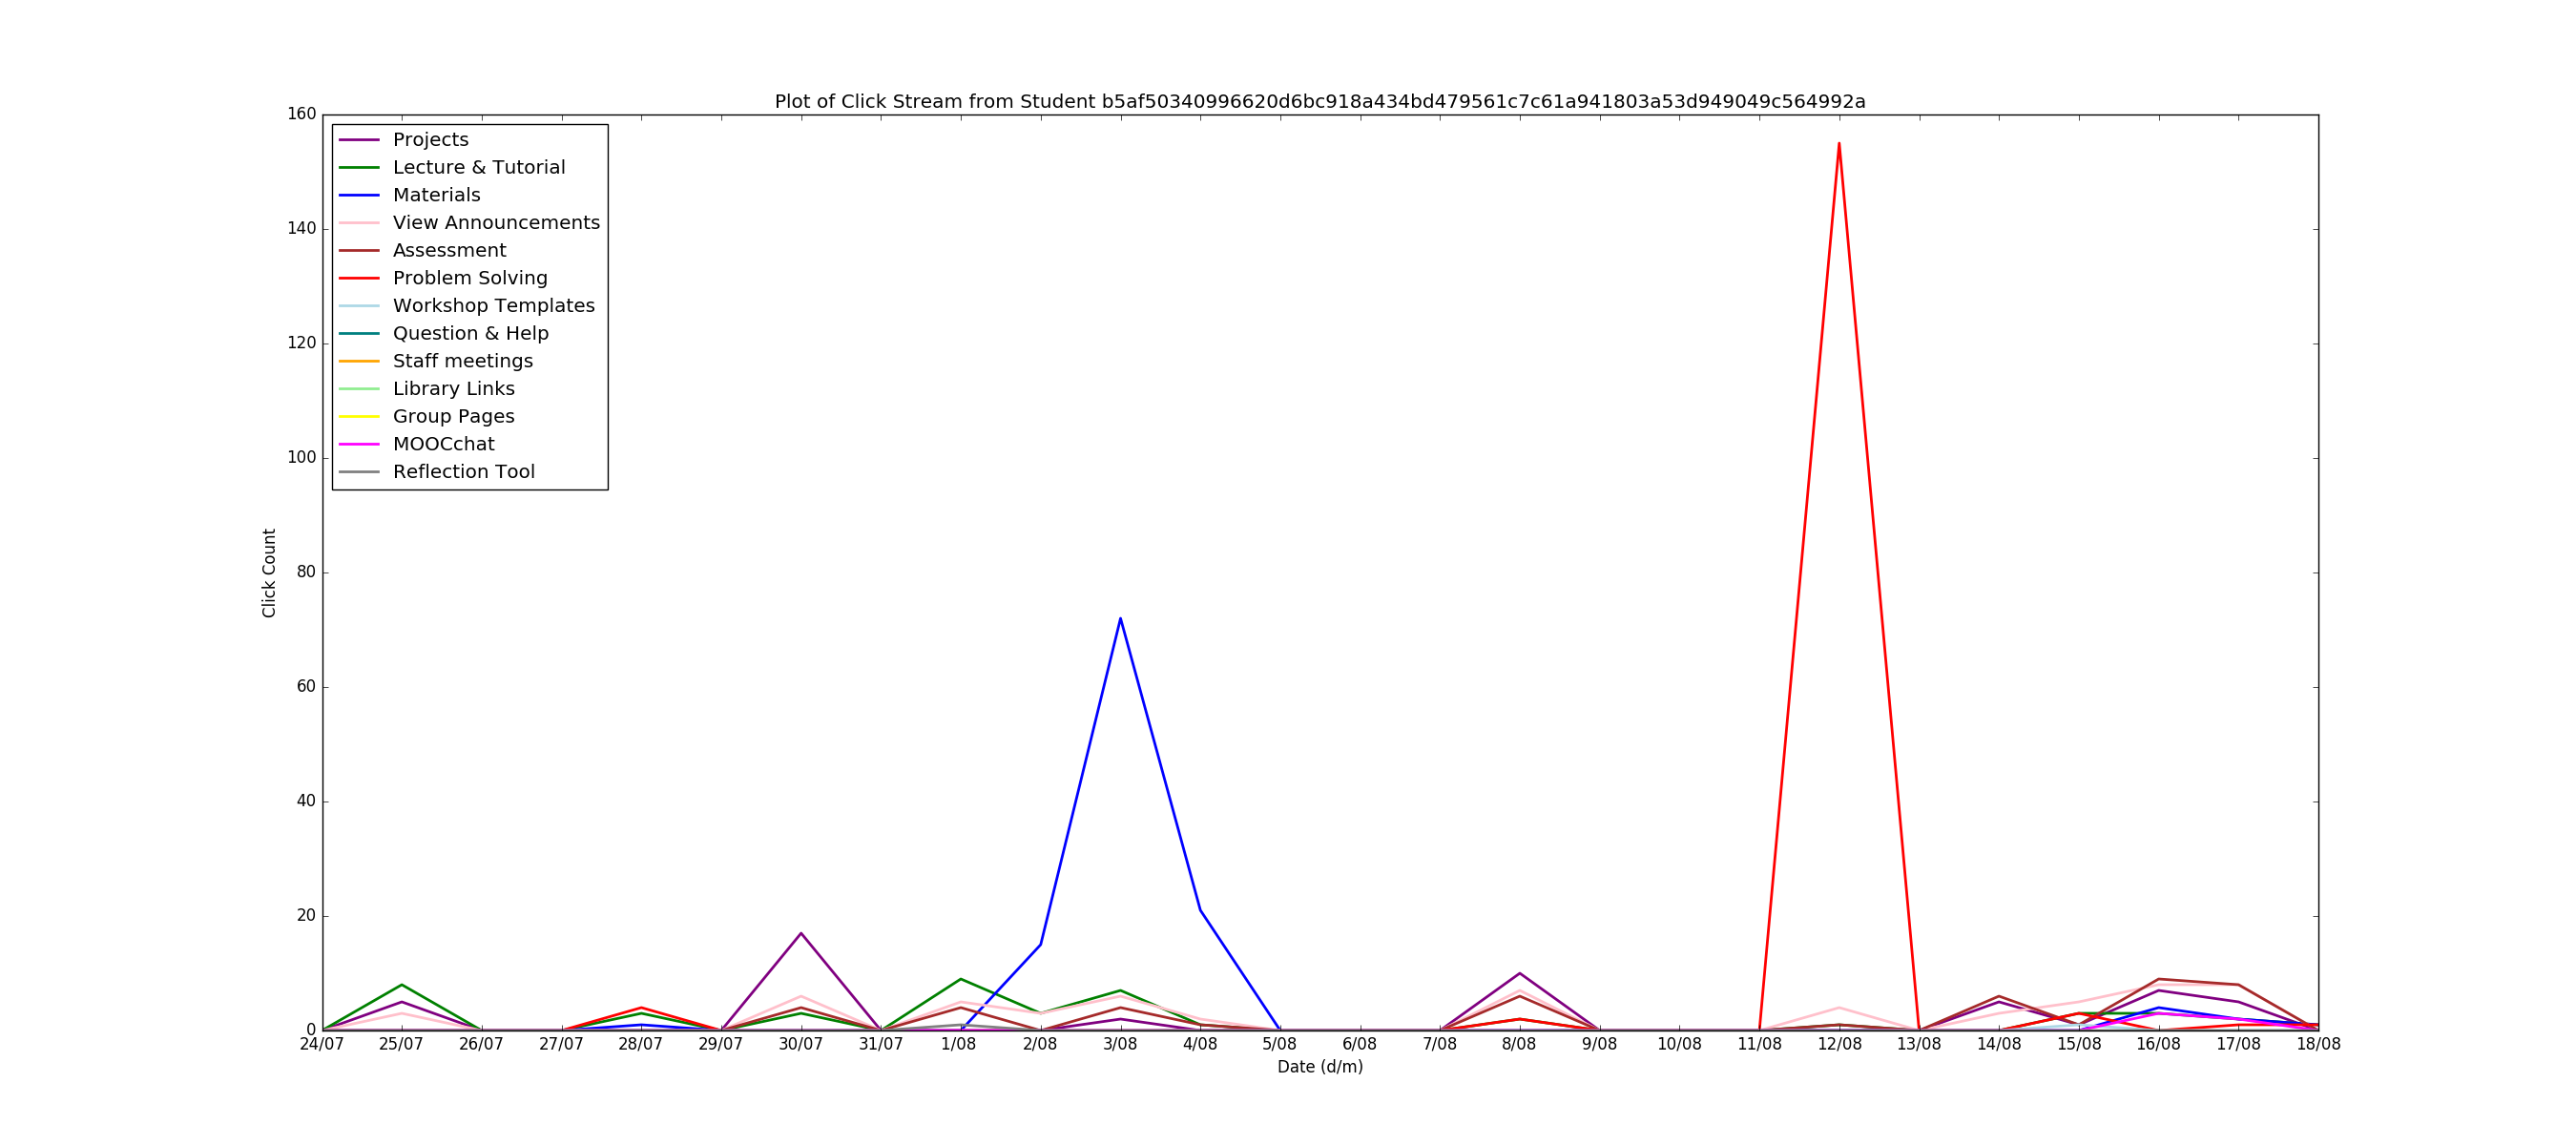 Plot of Click Stream from Student b5af50340996620d6bc918a434bd479561c7c61a941803a53d949049c564992a
160
140
120
100
80
60
40
20
0
Click Count
Projects
Lecture & Tutorial
Materials
View Announcements
Assessment
Problem Solving
Workshop Templates
Question & Help
Staff meetings
Library Links
Group Pages
MOOCchat
Reflection Tool
24/07 25/07 26/07 27/07 28/07 29/07 30/07 31/07 1/08 2/08 3/08 4/08 5/08 6/08 7/08 8/08 9/08 10/08 11/08 12/08 13/08 14/08 15/08 16/08 17/08 18/08
Date (d/m)